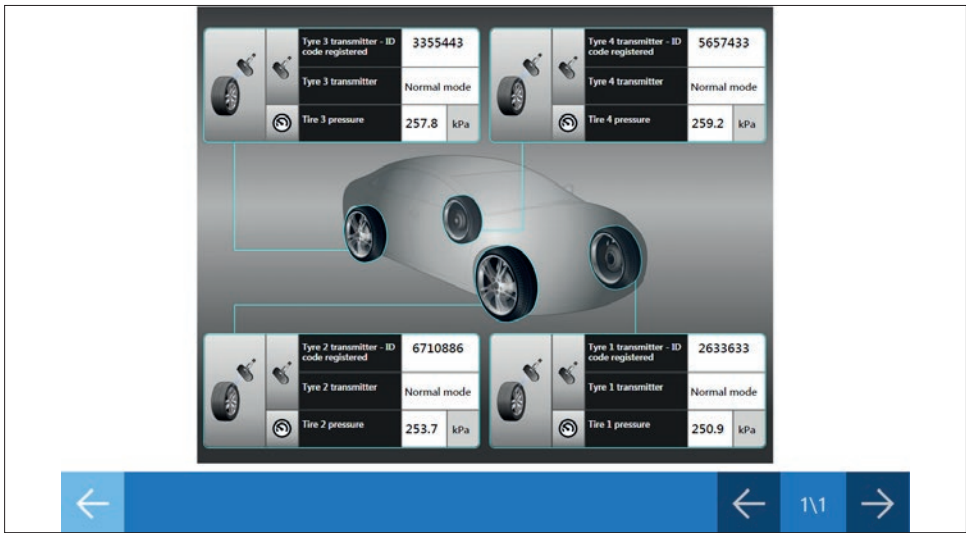 Tyre 3 transmitter - ID
code registered
3355443
Tyre 3 transmitter
Normal mode
Tire 3 pressure
257.8 kPa
Tyre 4 transmitter - ID
code registered
5657433
Tyre 4 transmitter
Normal mode
Tire 4 pressure
259.2 kPa
Tyre 2 transmitter - ID
code registered
6710886
Tyre 2 transmitter
Normal mode
Tire 2 pressure
253.7 kPa
Tyre 1 transmitter - ID
code registered
2633633
Tyre 1 transmitter
Normal mode
Tire 1 pressure
250.9 kPa
1\1